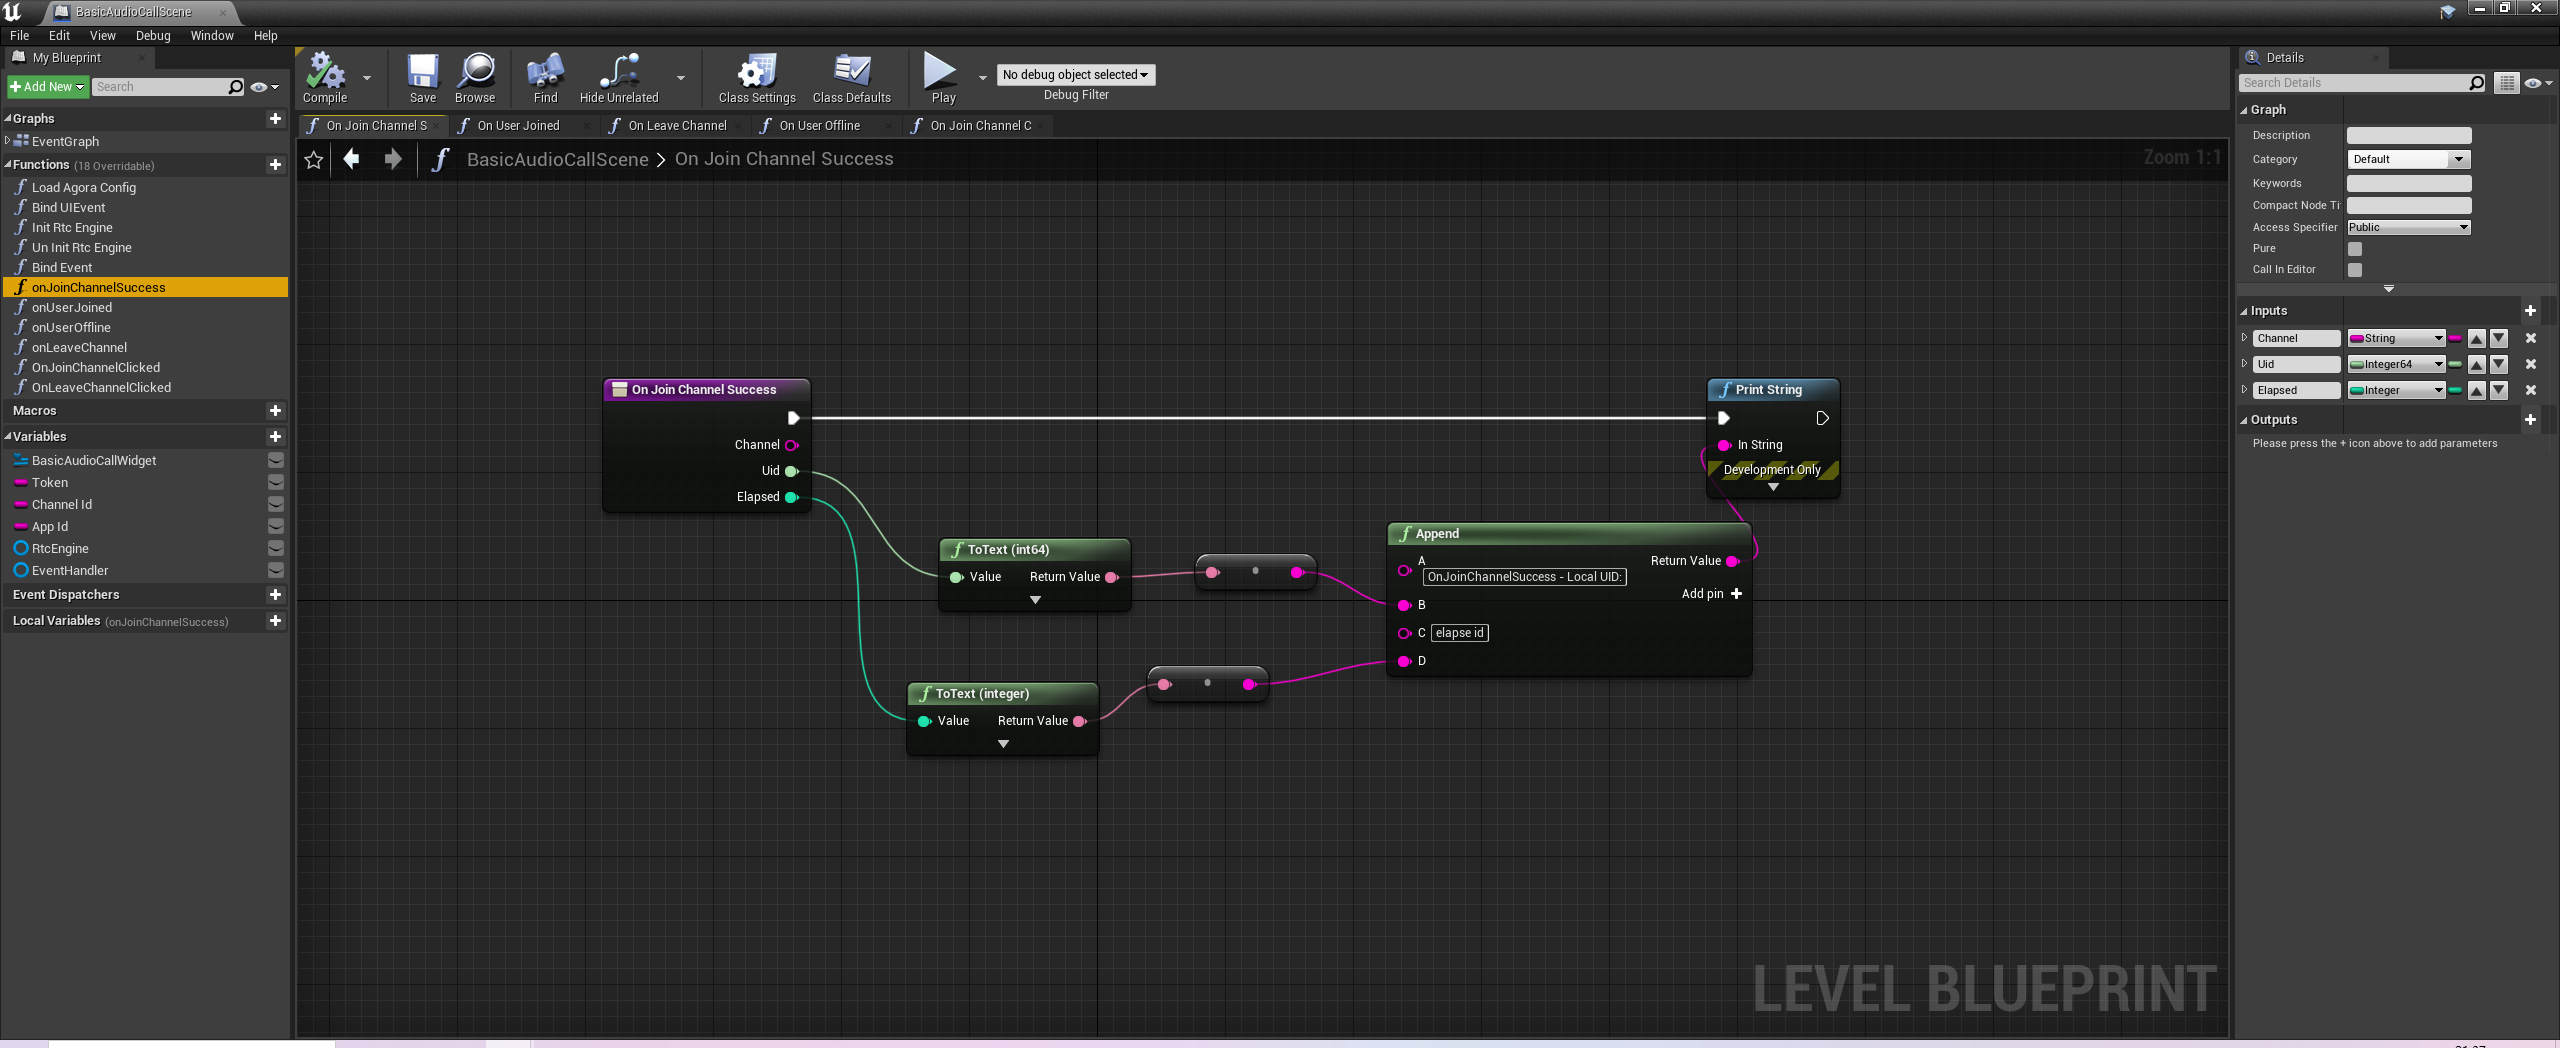 BasicAudioCallScene
File Edit View Debug Window Help
My Blueprint
Add New Search
Graphs
EventGraph
Functions (18 Overridable)
Load Agora Config
Bind UIEvent
Init Rtc Engine
Un Init Rtc Engine
Bind Event
onJoinChannelSuccess
onUserJoined
onUserOffline
onLeaveChannel
OnJoinChannelClicked
OnLeaveChannelClicked
Macros
Variables
BasicAudioCallWidget
Token
Channel Id
App Id
RtcEngine
EventHandler
Event Dispatchers
Local Variables (onJoinChannelSuccess)
Compile Save Browse Find Hide Unrelated Class Settings Class Defaults Play
No debug object selected
Debug Filter
On Join Channel S On User Joined On Leave Channel On User Offline On Join Channel C
BasicAudioCallScene > On Join Channel Success
Zoom 1:1
On Join Channel Success
Channel
Uid
Elapsed
ToText (int64)
Value Return Value
ToText (integer)
Value Return Value
Append
A
OnJoinChannelSuccess - Local UID:
Return Value
Add pin
B
C elapse id
D
Print String
In String
Development Only
LEVEL BLUEPRINT
Details
Search Details
Graph
Description
Category Default
Keywords
Compact Node Ti
Access Specifier Public
Pure
Call In Editor
Inputs
Channel String
Uid Integer64
Elapsed Integer
Outputs
Please press the + icon above to add parameters